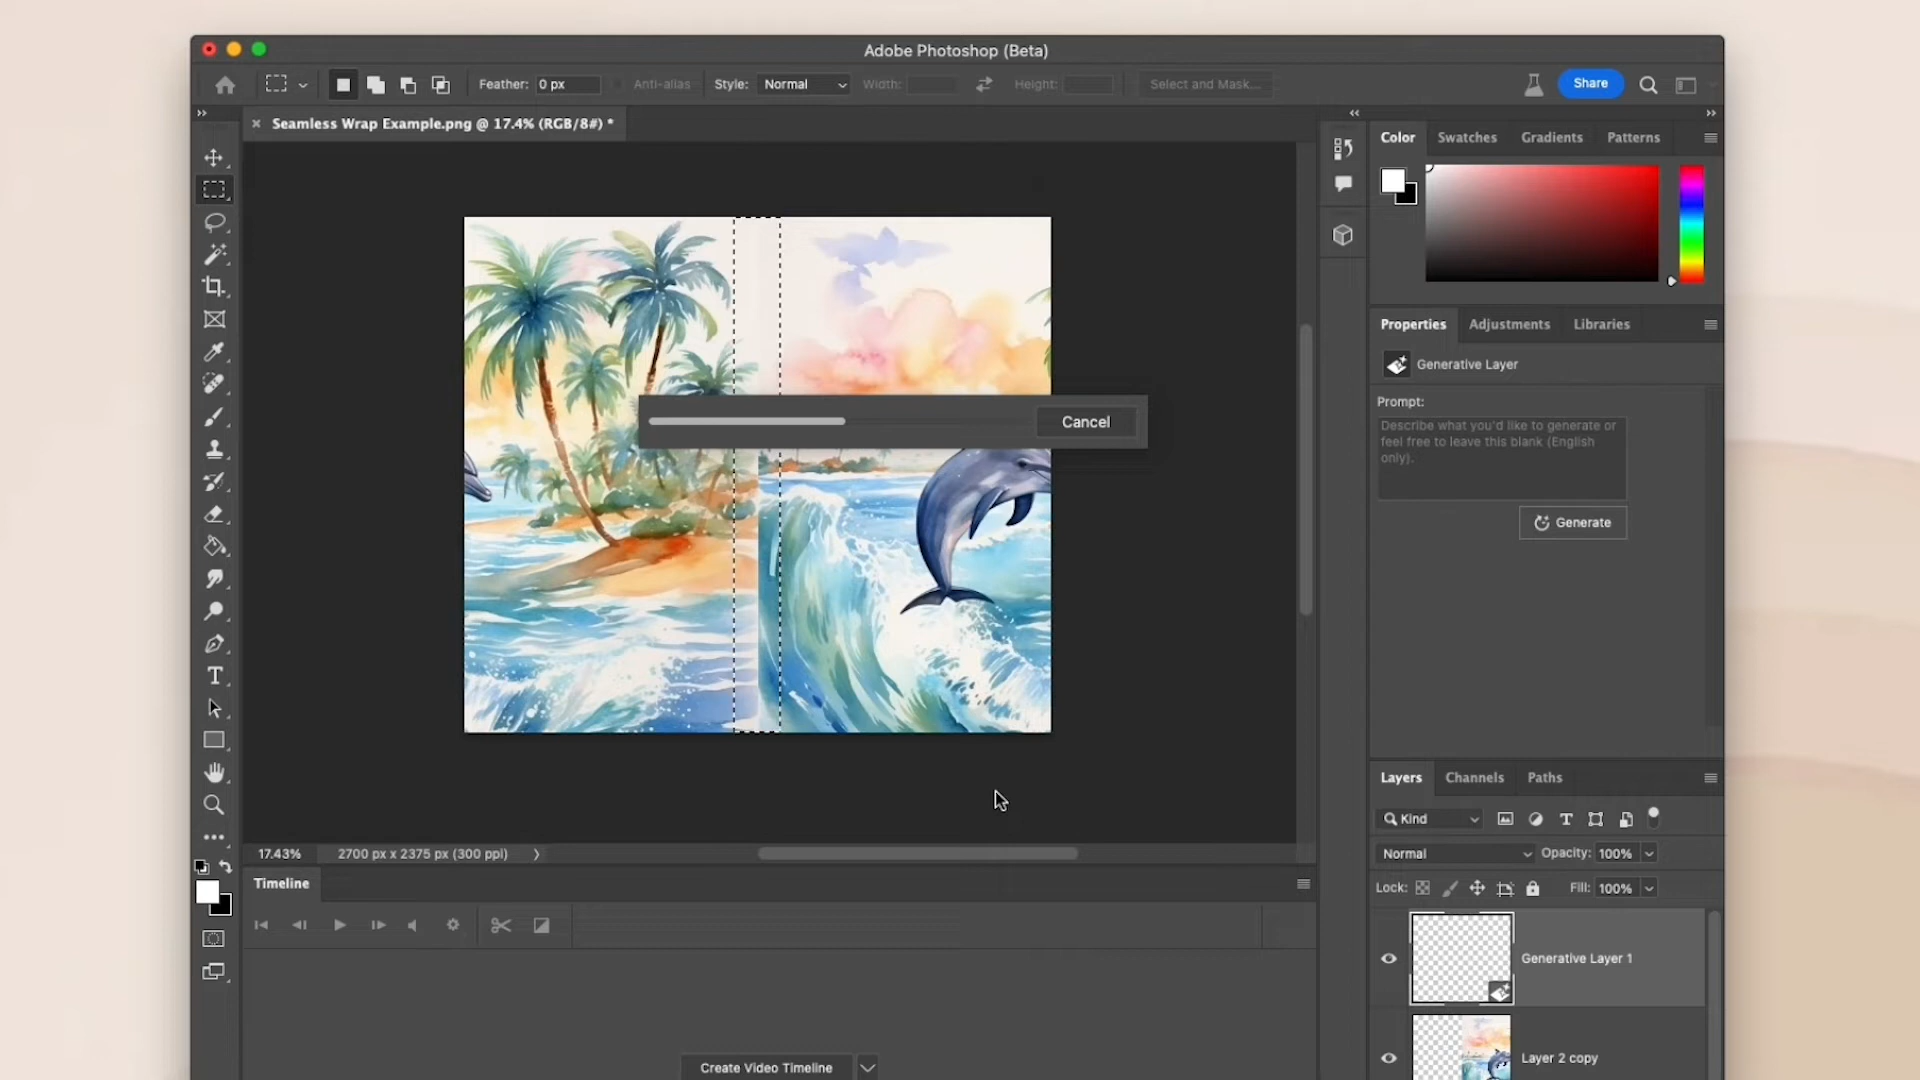 Adobe Photoshop (Beta)
Feather: 0 px Anti-alias Style: Normal Width: Height: Select and Mask... Share
Seamless Wrap Example.png @ 17.4% (RGB/8#) *
Color Swatches Gradients Patterns
Properties Adjustments Libraries
Generative Layer
Prompt:
Describe what you'd like to generate or
feel free to leave this blank (English
only).
Generate
Cancel
Layers Channels Paths
Kind
Normal Opacity: 100%
Lock: Fill: 100%
Generative Layer 1
Layer 2 copy
17.43% 2700 px x 2375 px (300 ppi)
Timeline
Create Video Timeline